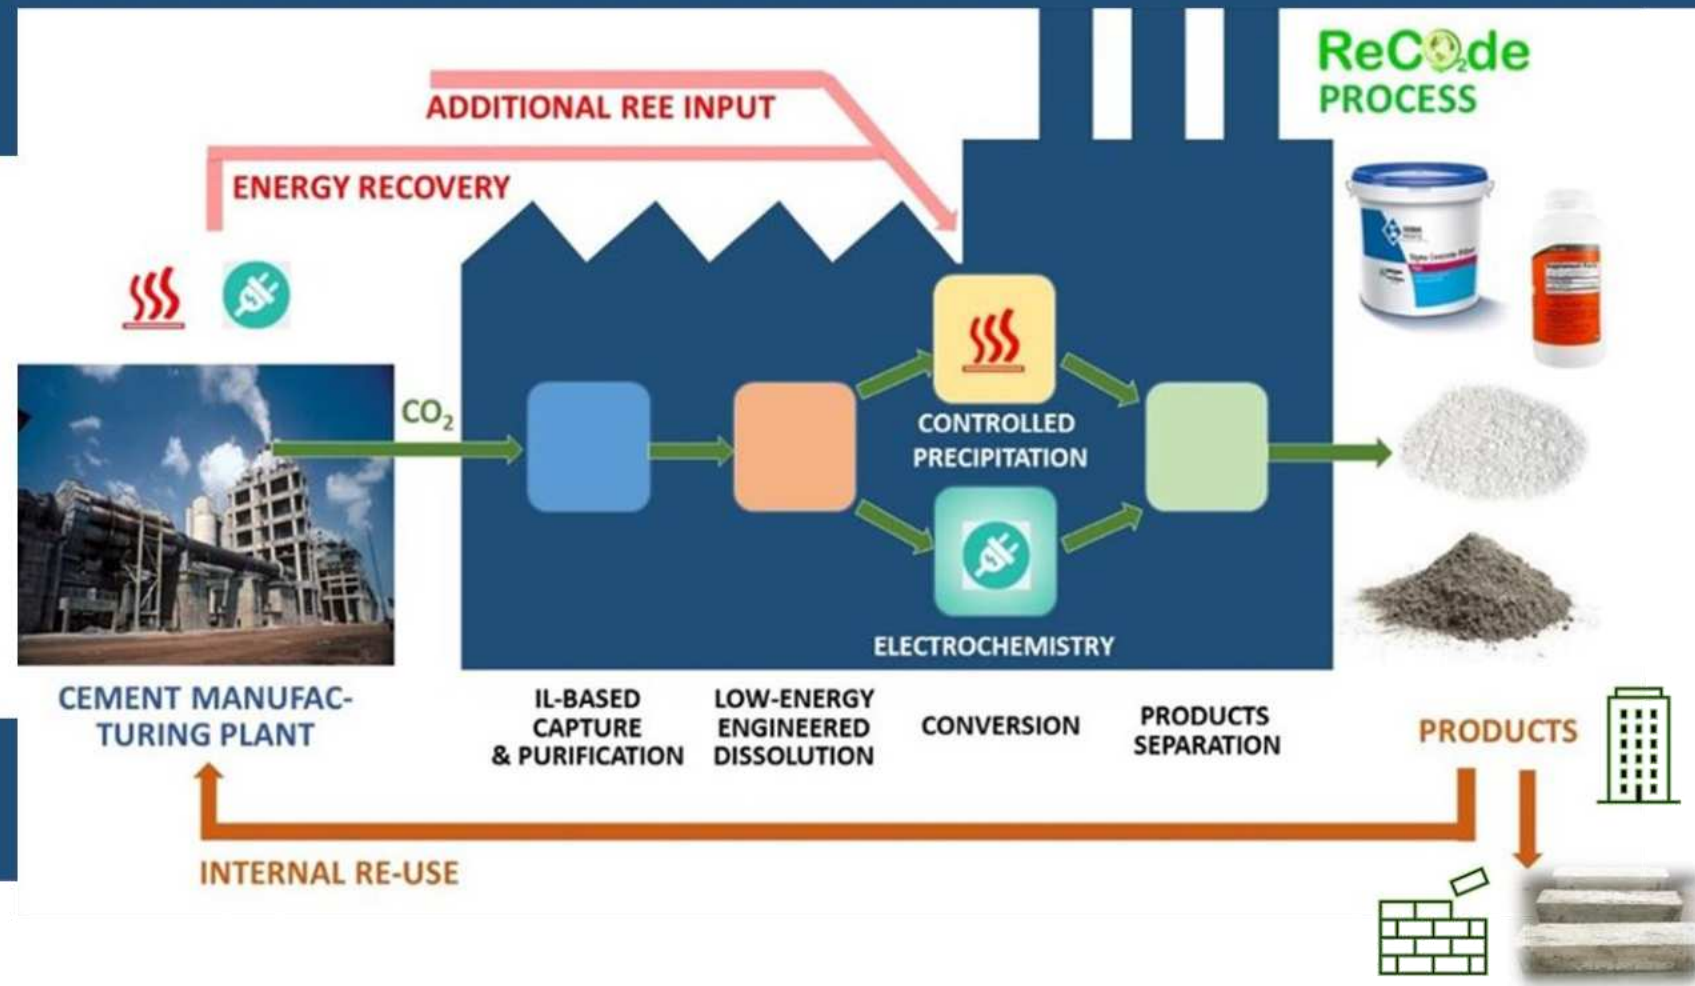 ReCO₂de
PROCESS
ADDITIONAL REE INPUT
ENERGY RECOVERY
CO₂
CONTROLLED
PRECIPITATION
ELECTROCHEMISTRY
CEMENT MANUFAC-
TURING PLANT
IL-BASED
CAPTURE
& PURIFICATION
LOW-ENERGY
ENGINEERED
DISSOLUTION
CONVERSION
PRODUCTS
SEPARATION
PRODUCTS
INTERNAL RE-USE